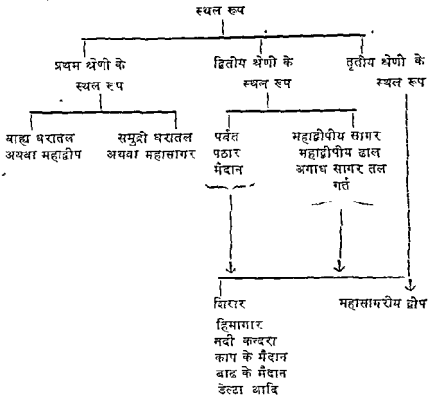 स्थल रूप
प्रथम श्रेणी के
स्थल रूप
द्वितीय श्रेणी के
स्थल रूप
तृतीय श्रेणी के
स्थल रूप
बाह्य धरातल
अथवा महाद्वीप
समुद्री धरातल
अथवा महासागर
पर्वत
पठार
मैदान
महाद्वीपीय सागर
महाद्वीपीय ढाल
अगाध सागर तल
गर्त
शिखर
हिमागार
नदी कन्दरा
काप के मैदान
बाढ के मैदान
डेल्टा आदि
महासागरीय द्वीप